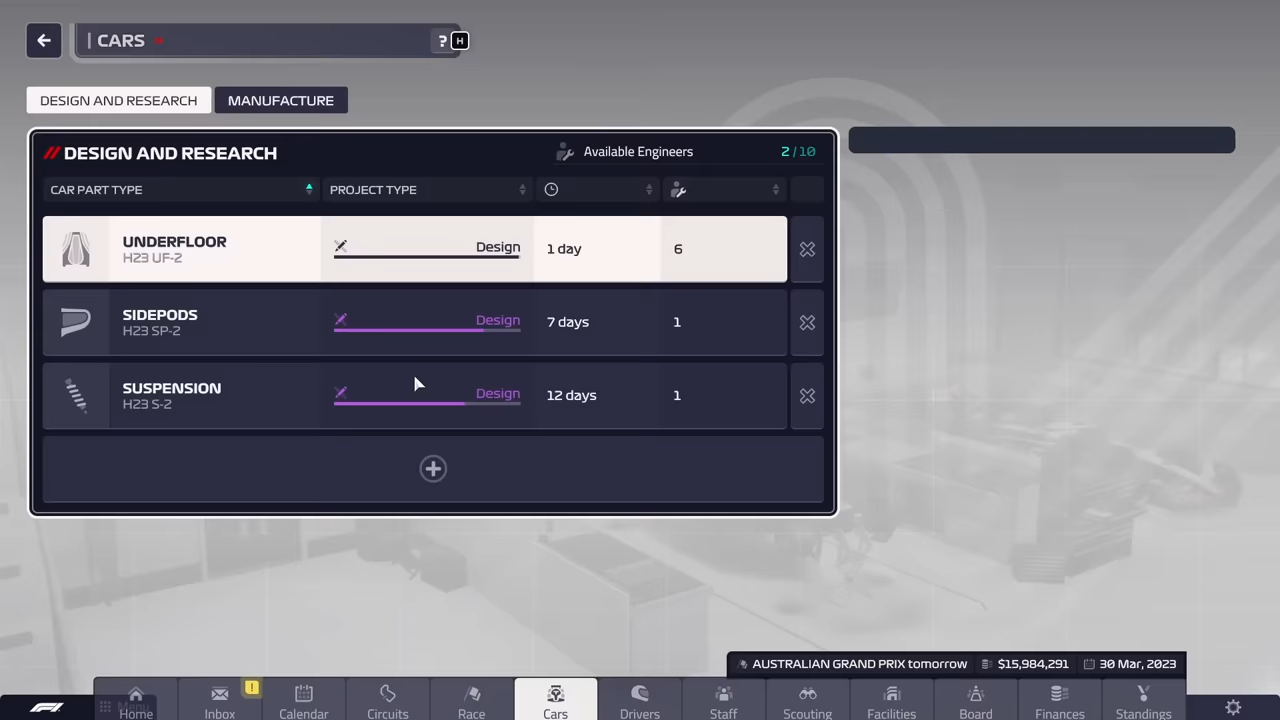 CARS
? H
DESIGN AND RESEARCH
MANUFACTURE
DESIGN AND RESEARCH
Available Engineers
2/10
CAR PART TYPE
PROJECT TYPE
UNDERFLOOR
H23 UF-2
Design
1 day
6
SIDEPODS
H23 SP-2
Design
7 days
1
SUSPENSION
H23 S-2
Design
12 days
1
AUSTRALIAN GRAND PRIX tomorrow
$15,984,291
30 Mar, 2023
Menu
Home
Inbox
!
Calendar
Circuits
Race
Cars
Drivers
Staff
Scouting
Facilities
Board
Finances
Standings